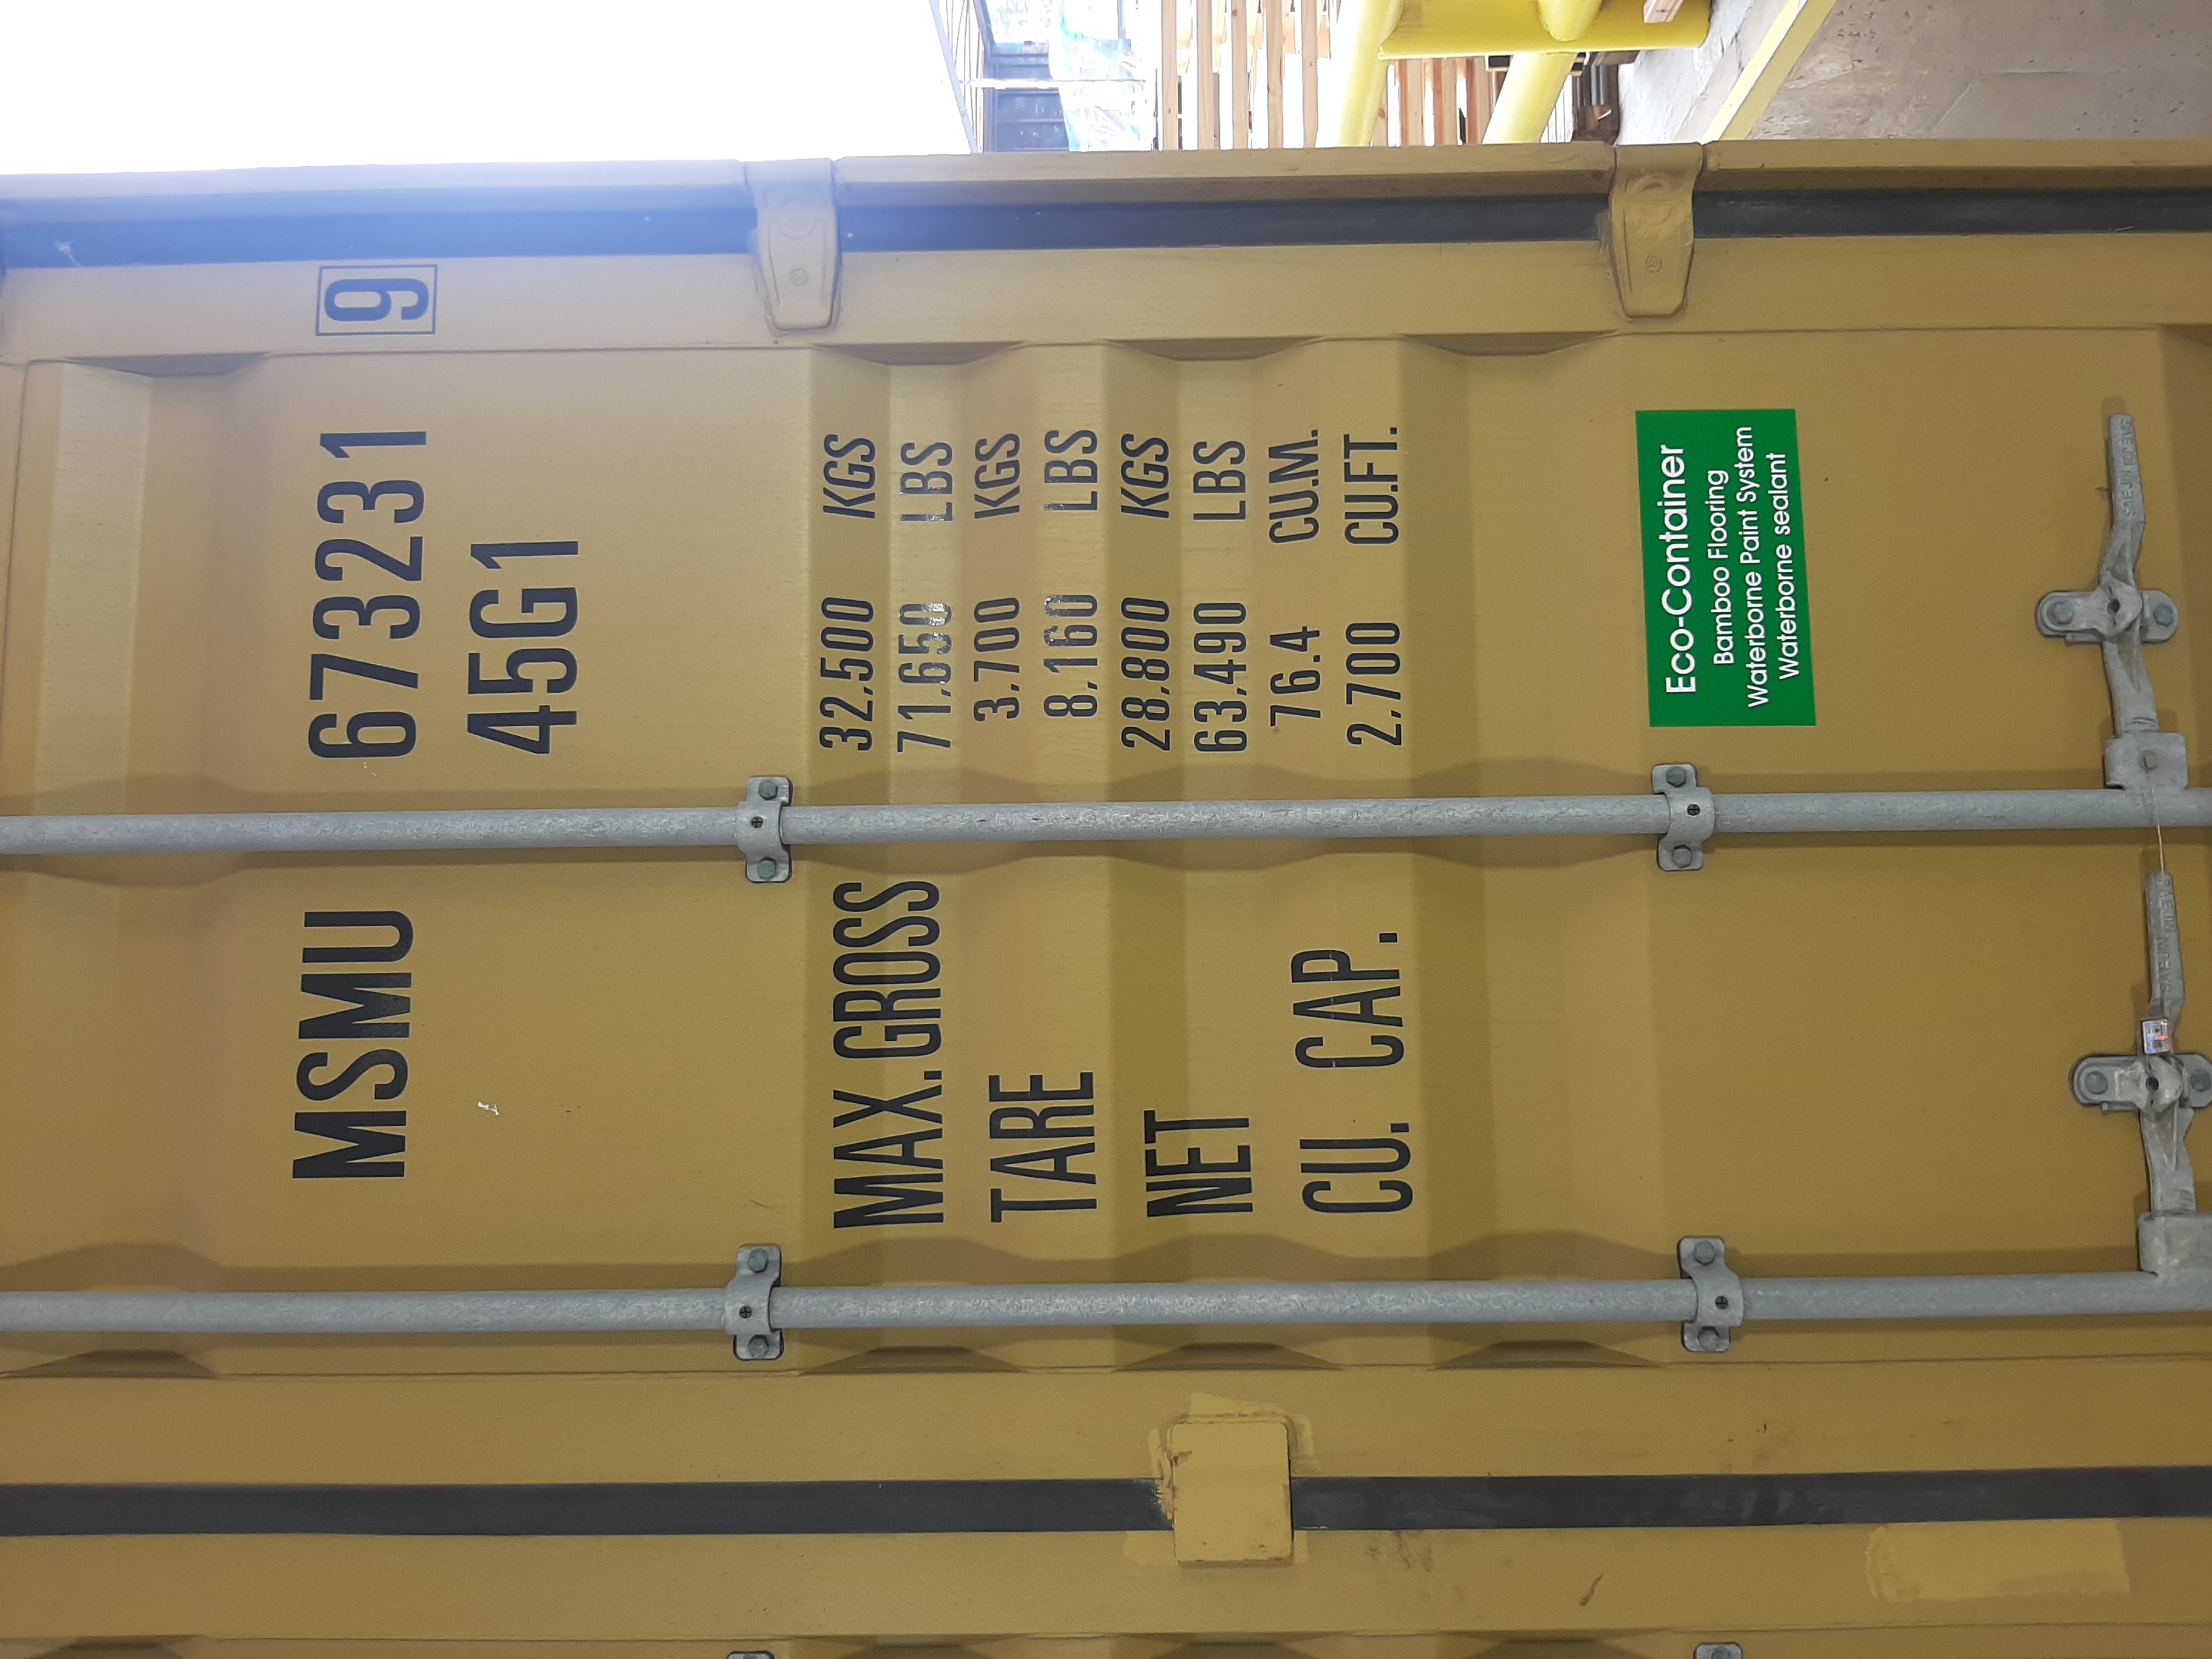 MSMU 673231 9
45G1
MAX.GROSS 32.500 KGS
71.650 LBS
TARE 3.700 KGS
8.160 LBS
NET 28.800 KGS
63.490 LBS
CU. CAP. 76.4 CU.M.
2.700 CU.FT.
Eco-Container
Bamboo Flooring
Waterborne Paint System
Waterborne sealant